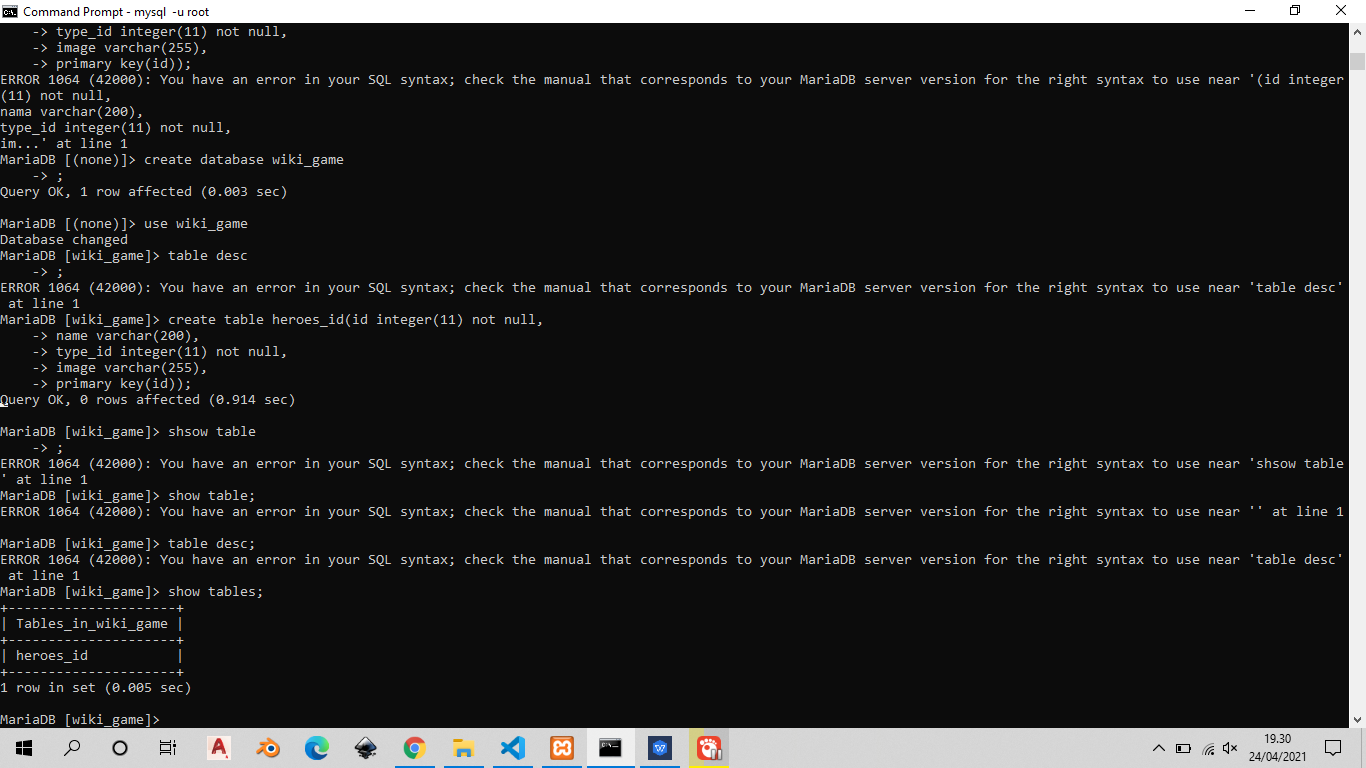 Command Prompt - mysql -u root
-> type_id integer(11) not null,
-> image varchar(255),
-> primary key(id));
ERROR 1064 (42000): You have an error in your SQL syntax; check the manual that corresponds to your MariaDB server version for the right syntax to use near '(id integer
(11) not null,
nama varchar(200),
type_id integer(11) not null,
im...' at line 1
MariaDB [(none)]> create database wiki_game
-> ;
Query OK, 1 row affected (0.003 sec)
MariaDB [(none)]> use wiki_game
Database changed
MariaDB [wiki_game]> table desc
-> ;
ERROR 1064 (42000): You have an error in your SQL syntax; check the manual that corresponds to your MariaDB server version for the right syntax to use near 'table desc'
at line 1
MariaDB [wiki_game]> create table heroes_id(id integer(11) not null,
-> name varchar(200),
-> type_id integer(11) not null,
-> image varchar(255),
-> primary key(id));
Query OK, 0 rows affected (0.914 sec)
MariaDB [wiki_game]> shsow table
-> ;
ERROR 1064 (42000): You have an error in your SQL syntax; check the manual that corresponds to your MariaDB server version for the right syntax to use near 'shsow table
' at line 1
MariaDB [wiki_game]> show table;
ERROR 1064 (42000): You have an error in your SQL syntax; check the manual that corresponds to your MariaDB server version for the right syntax to use near '' at line 1
MariaDB [wiki_game]> table desc;
ERROR 1064 (42000): You have an error in your SQL syntax; check the manual that corresponds to your MariaDB server version for the right syntax to use near 'table desc'
at line 1
MariaDB [wiki_game]> show tables;
+---------------------+
| Tables_in_wiki_game |
+---------------------+
| heroes_id           |
+---------------------+
1 row in set (0.005 sec)
MariaDB [wiki_game]>
19.30
24/04/2021